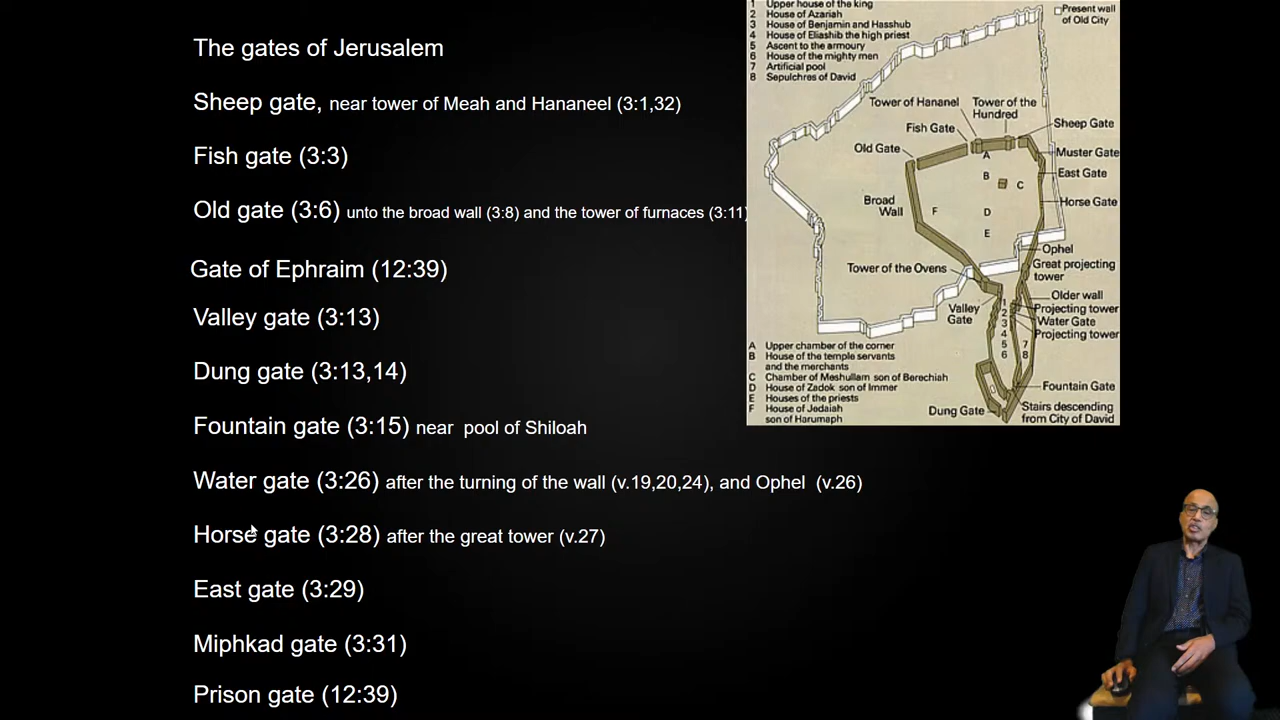 The gates of Jerusalem
Sheep gate, near tower of Meah and Hananeel (3:1,32)
Fish gate (3:3)
Old gate (3:6) unto the broad wall (3:8) and the tower of furnaces (3:11)
Gate of Ephraim (12:39)
Valley gate (3:13)
Dung gate (3:13,14)
Fountain gate (3:15) near pool of Shiloah
Water gate (3:26) after the turning of the wall (v.19,20,24), and Ophel (v.26)
Horse gate (3:28) after the great tower (v.27)
East gate (3:29)
Miphkad gate (3:31)
Prison gate (12:39)
1 Upper house of the king
2 House of Azariah
3 House of Benjamin and Hasshub
4 House of Eliashib the high priest
5 Ascent to the armoury
6 House of the mighty men
7 Artificial pool
8 Sepulchres of David
Present wall
of Old City
Tower of Hananel
Tower of the
Hundred
Fish Gate
Sheep Gate
Old Gate
Muster Gate
East Gate
Horse Gate
Broad
Wall
A
B
C
D
E
F
Ophel
Great projecting
tower
Tower of the Ovens
Older wall
Projecting tower
Water Gate
Projecting tower
Valley
Gate
1
2
3
4
5
6
7
8
Fountain Gate
Stairs descending
from City of David
Dung Gate
A Upper chamber of the corner
B House of the temple servants
and the merchants
C Chamber of Meshullam son of Berechiah
D House of Zadok son of Immer
E Houses of the priests
F House of Jedaiah
son of Harumaph